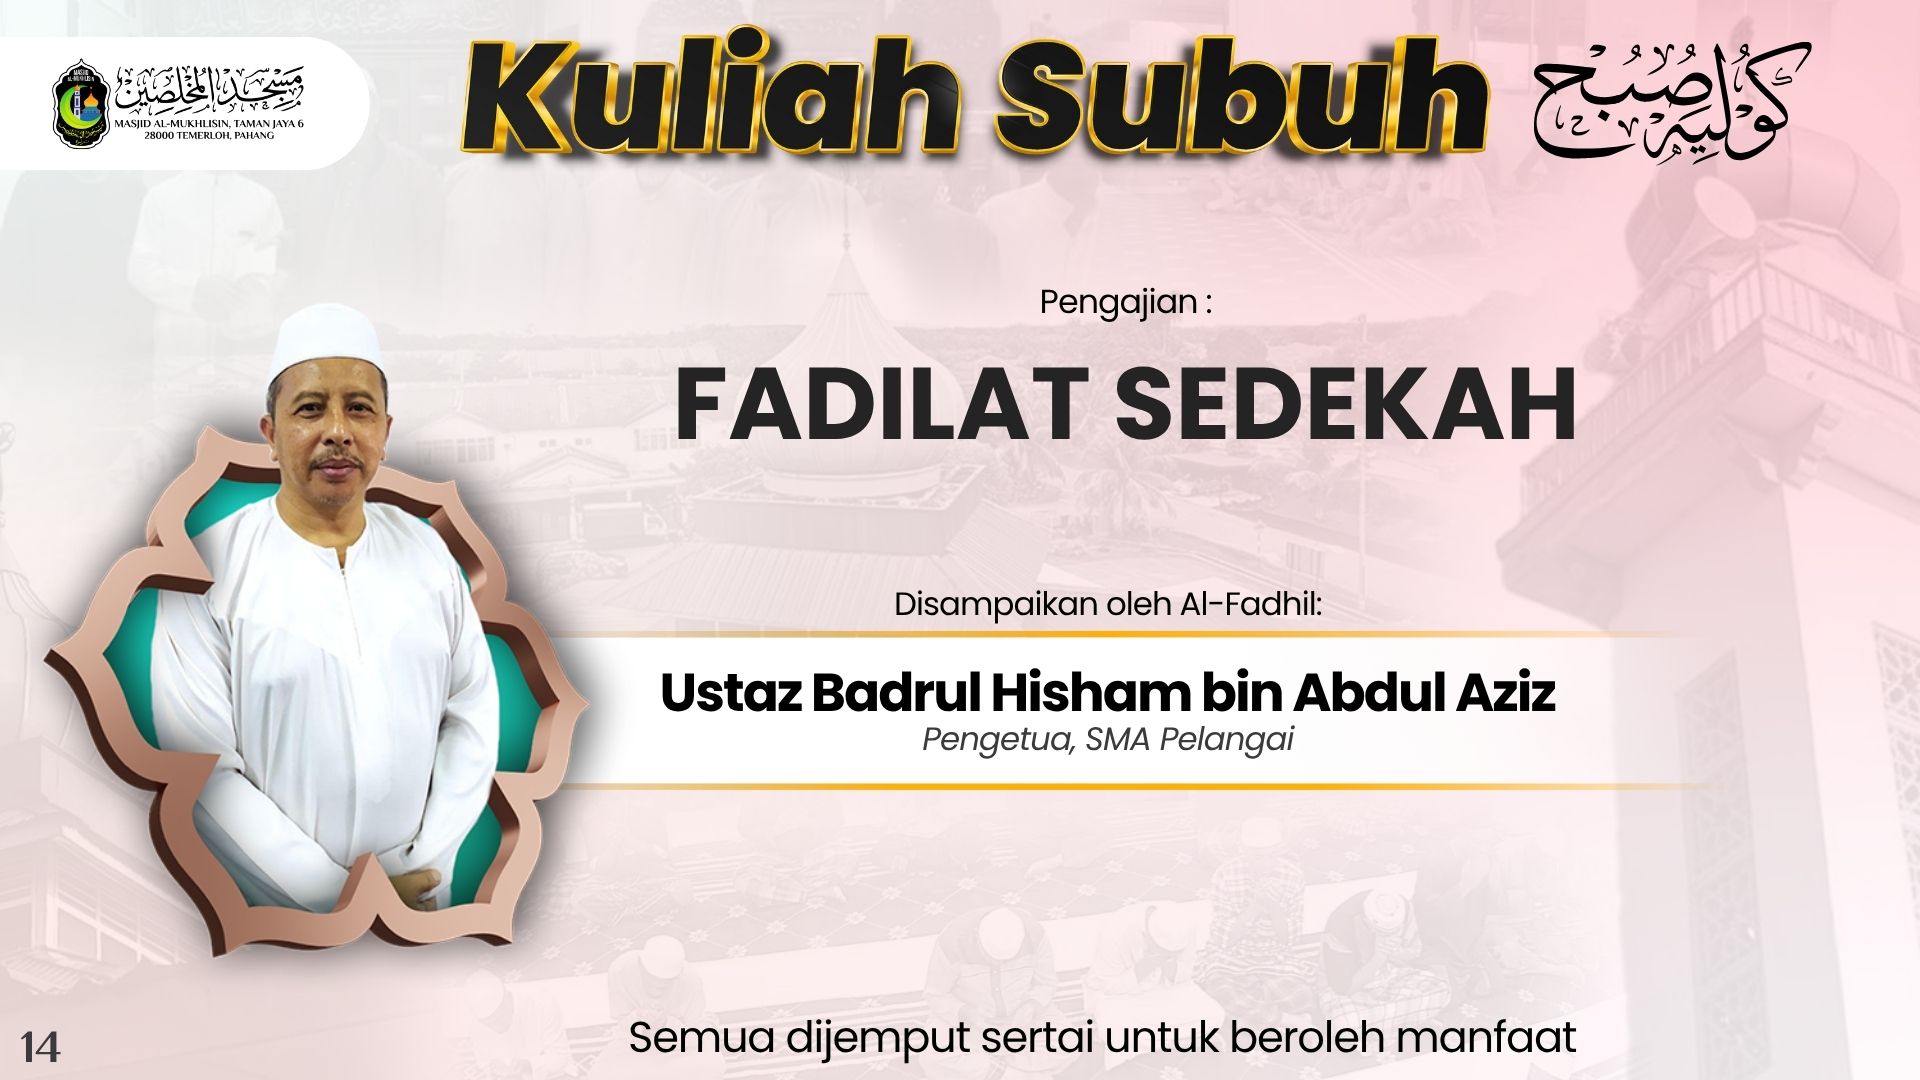 مسجد المخلصين
MASJID AL-MUKHLISIN, TAMAN JAYA 6
28000 TEMERLOH, PAHANG
Kuliah Subuh
كوليه صبح
Pengajian :
FADILAT SEDEKAH
Disampaikan oleh Al-Fadhil:
Ustaz Badrul Hisham bin Abdul Aziz
Pengetua, SMA Pelangai
Semua dijemput sertai untuk beroleh manfaat
14